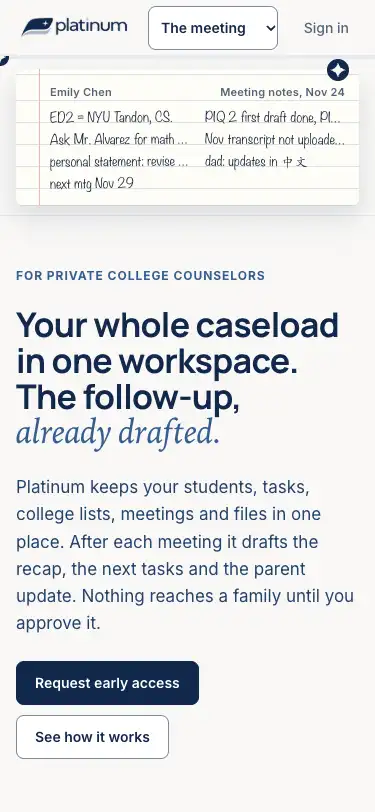 platinum
The meeting
Sign in
Emily Chen
Meeting notes, Nov 24
ED2 = NYU Tandon, CS.
PIQ 2 first draft done, PI...
Ask Mr. Alvarez for math ...
Nov transcript not uploade...
personal statement: revise ...
dad: updates in 中文
next mtg Nov 29
FOR PRIVATE COLLEGE COUNSELORS
Your whole caseload
in one workspace.
The follow-up,
already drafted.
Platinum keeps your students, tasks,
college lists, meetings and files in one
place. After each meeting it drafts the
recap, the next tasks and the parent
update. Nothing reaches a family until you
approve it.
Request early access
See how it works